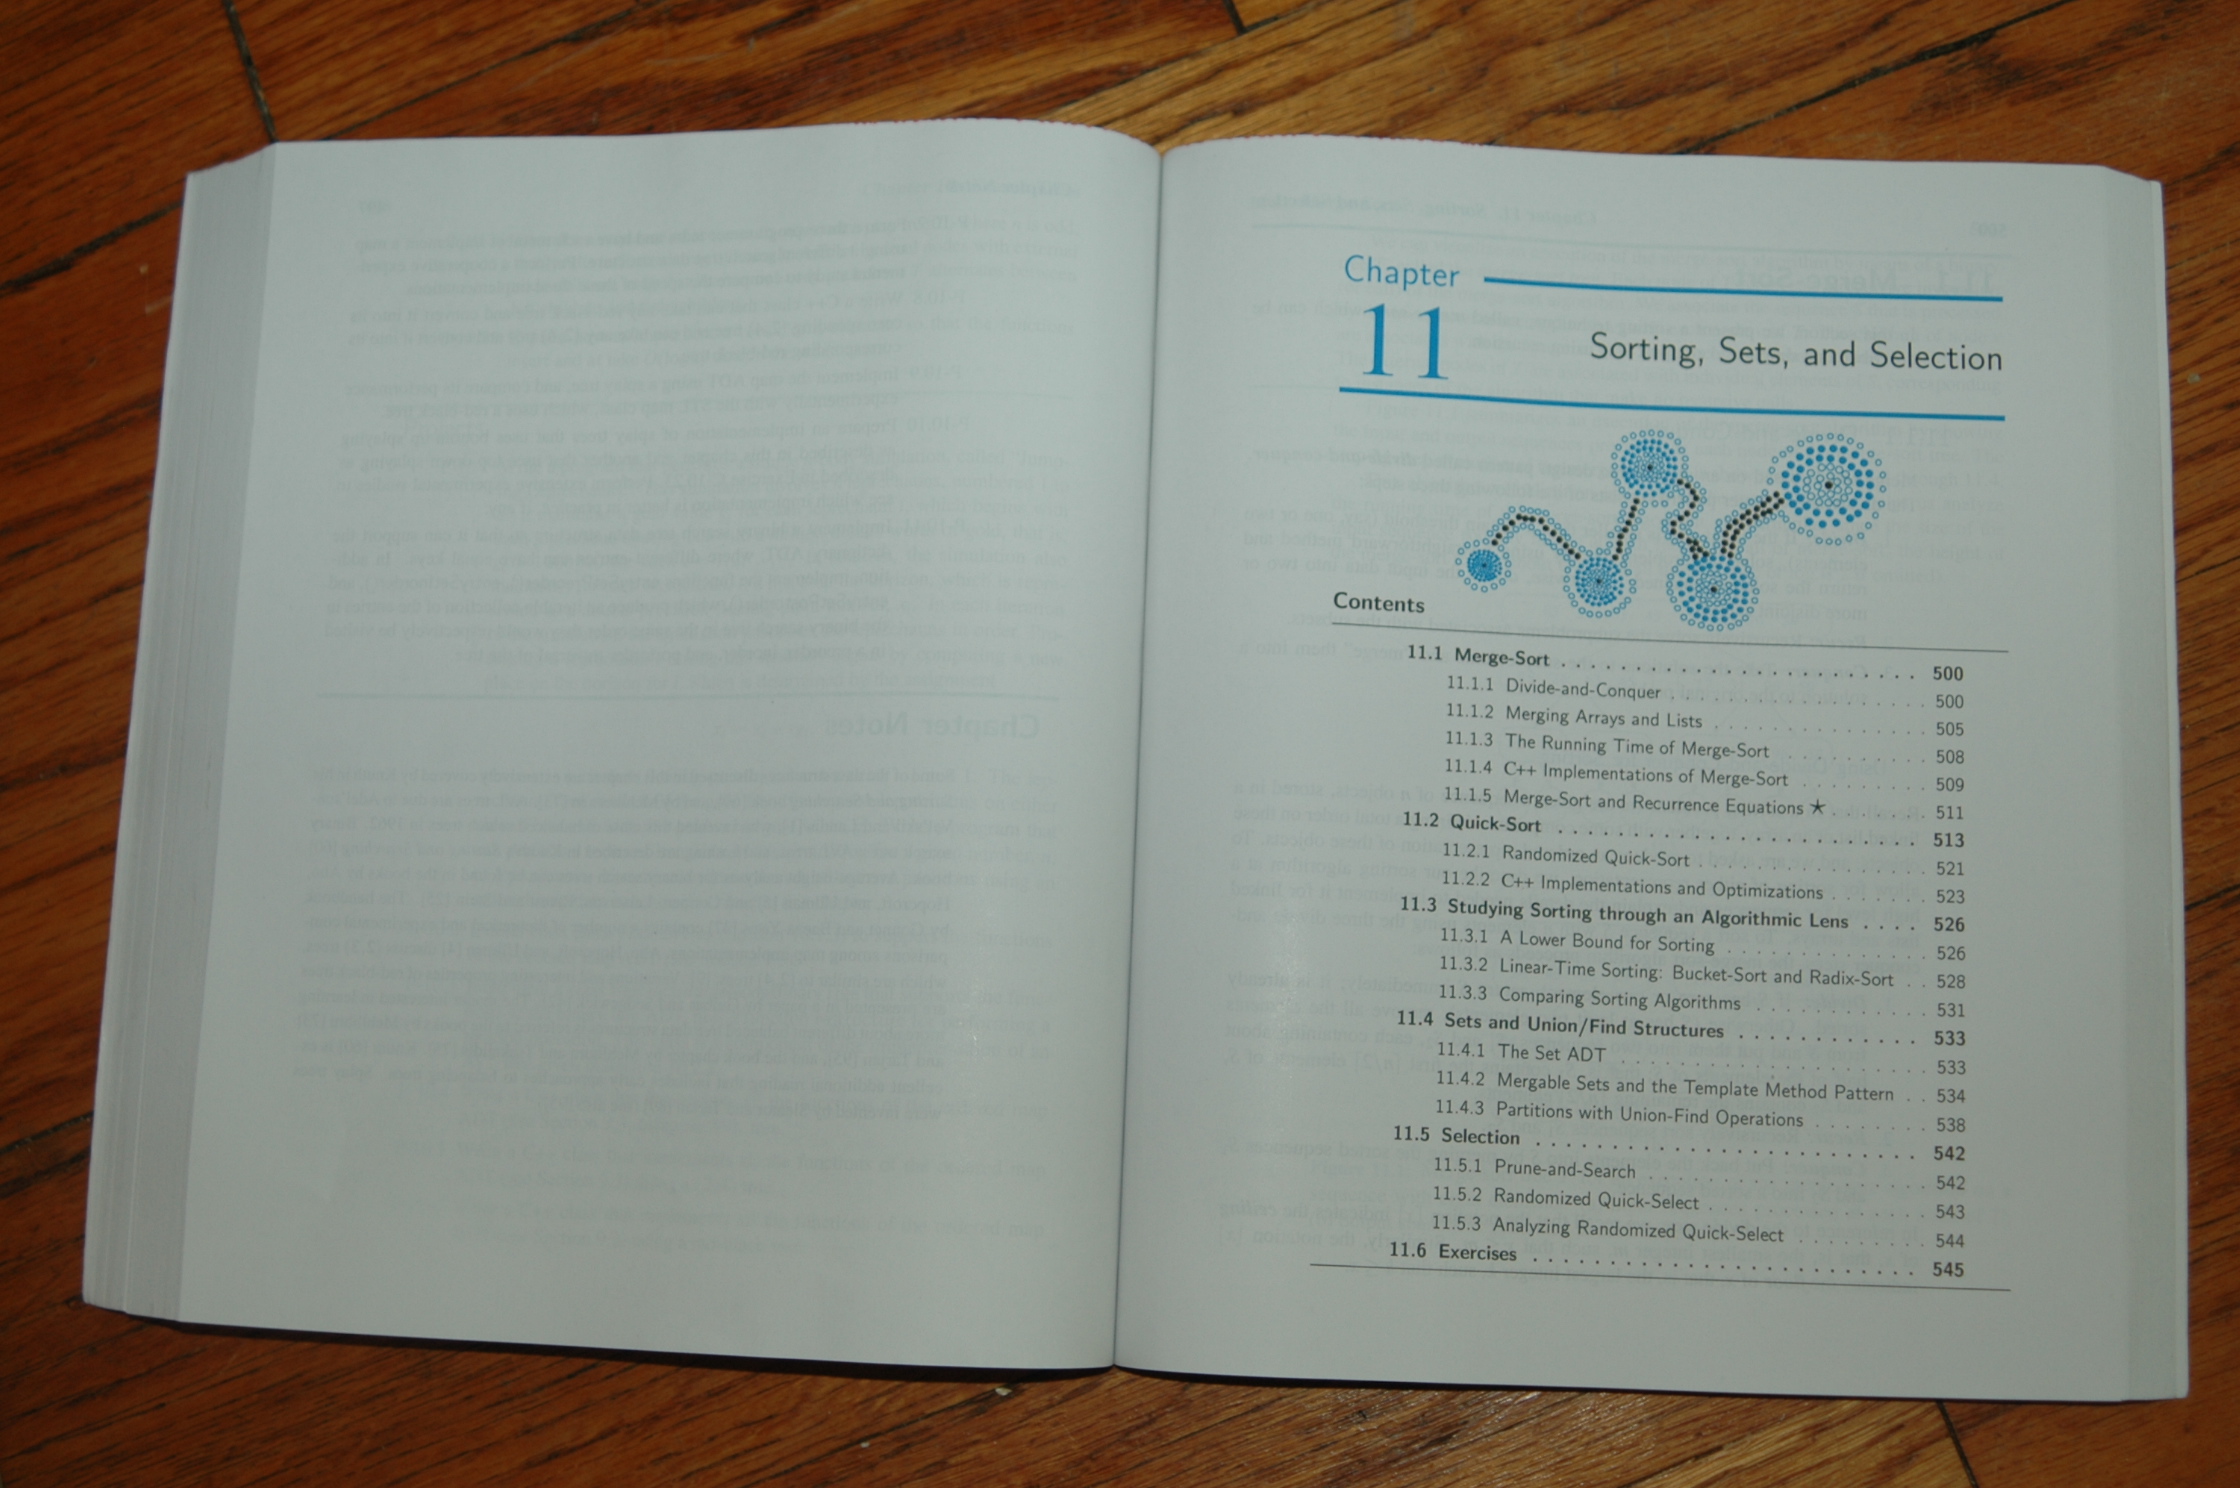 Chapter
11
Sorting, Sets, and Selection
Contents
11.1 Merge-Sort . . . . . . . . . . . . . . . . . . . . . . . . . . 500
11.1.1 Divide-and-Conquer . . . . . . . . . . . . . . . . . . . 500
11.1.2 Merging Arrays and Lists . . . . . . . . . . . . . . . . 505
11.1.3 The Running Time of Merge-Sort . . . . . . . . . . . 508
11.1.4 C++ Implementations of Merge-Sort . . . . . . . . . . 509
11.1.5 Merge-Sort and Recurrence Equations ★ . . . . . . . . 511
11.2 Quick-Sort . . . . . . . . . . . . . . . . . . . . . . . . . . 513
11.2.1 Randomized Quick-Sort . . . . . . . . . . . . . . . . . 521
11.2.2 C++ Implementations and Optimizations . . . . . . . . 523
11.3 Studying Sorting through an Algorithmic Lens . . . . 526
11.3.1 A Lower Bound for Sorting . . . . . . . . . . . . . . . 526
11.3.2 Linear-Time Sorting: Bucket-Sort and Radix-Sort . . . 528
11.3.3 Comparing Sorting Algorithms . . . . . . . . . . . . . 531
11.4 Sets and Union/Find Structures . . . . . . . . . . . . 533
11.4.1 The Set ADT . . . . . . . . . . . . . . . . . . . . . . 533
11.4.2 Mergable Sets and the Template Method Pattern . . . 534
11.4.3 Partitions with Union-Find Operations . . . . . . . . 538
11.5 Selection . . . . . . . . . . . . . . . . . . . . . . . . . . 542
11.5.1 Prune-and-Search . . . . . . . . . . . . . . . . . . . . 542
11.5.2 Randomized Quick-Select . . . . . . . . . . . . . . . . 543
11.5.3 Analyzing Randomized Quick-Select . . . . . . . . . . 544
11.6 Exercises . . . . . . . . . . . . . . . . . . . . . . . . . . 545